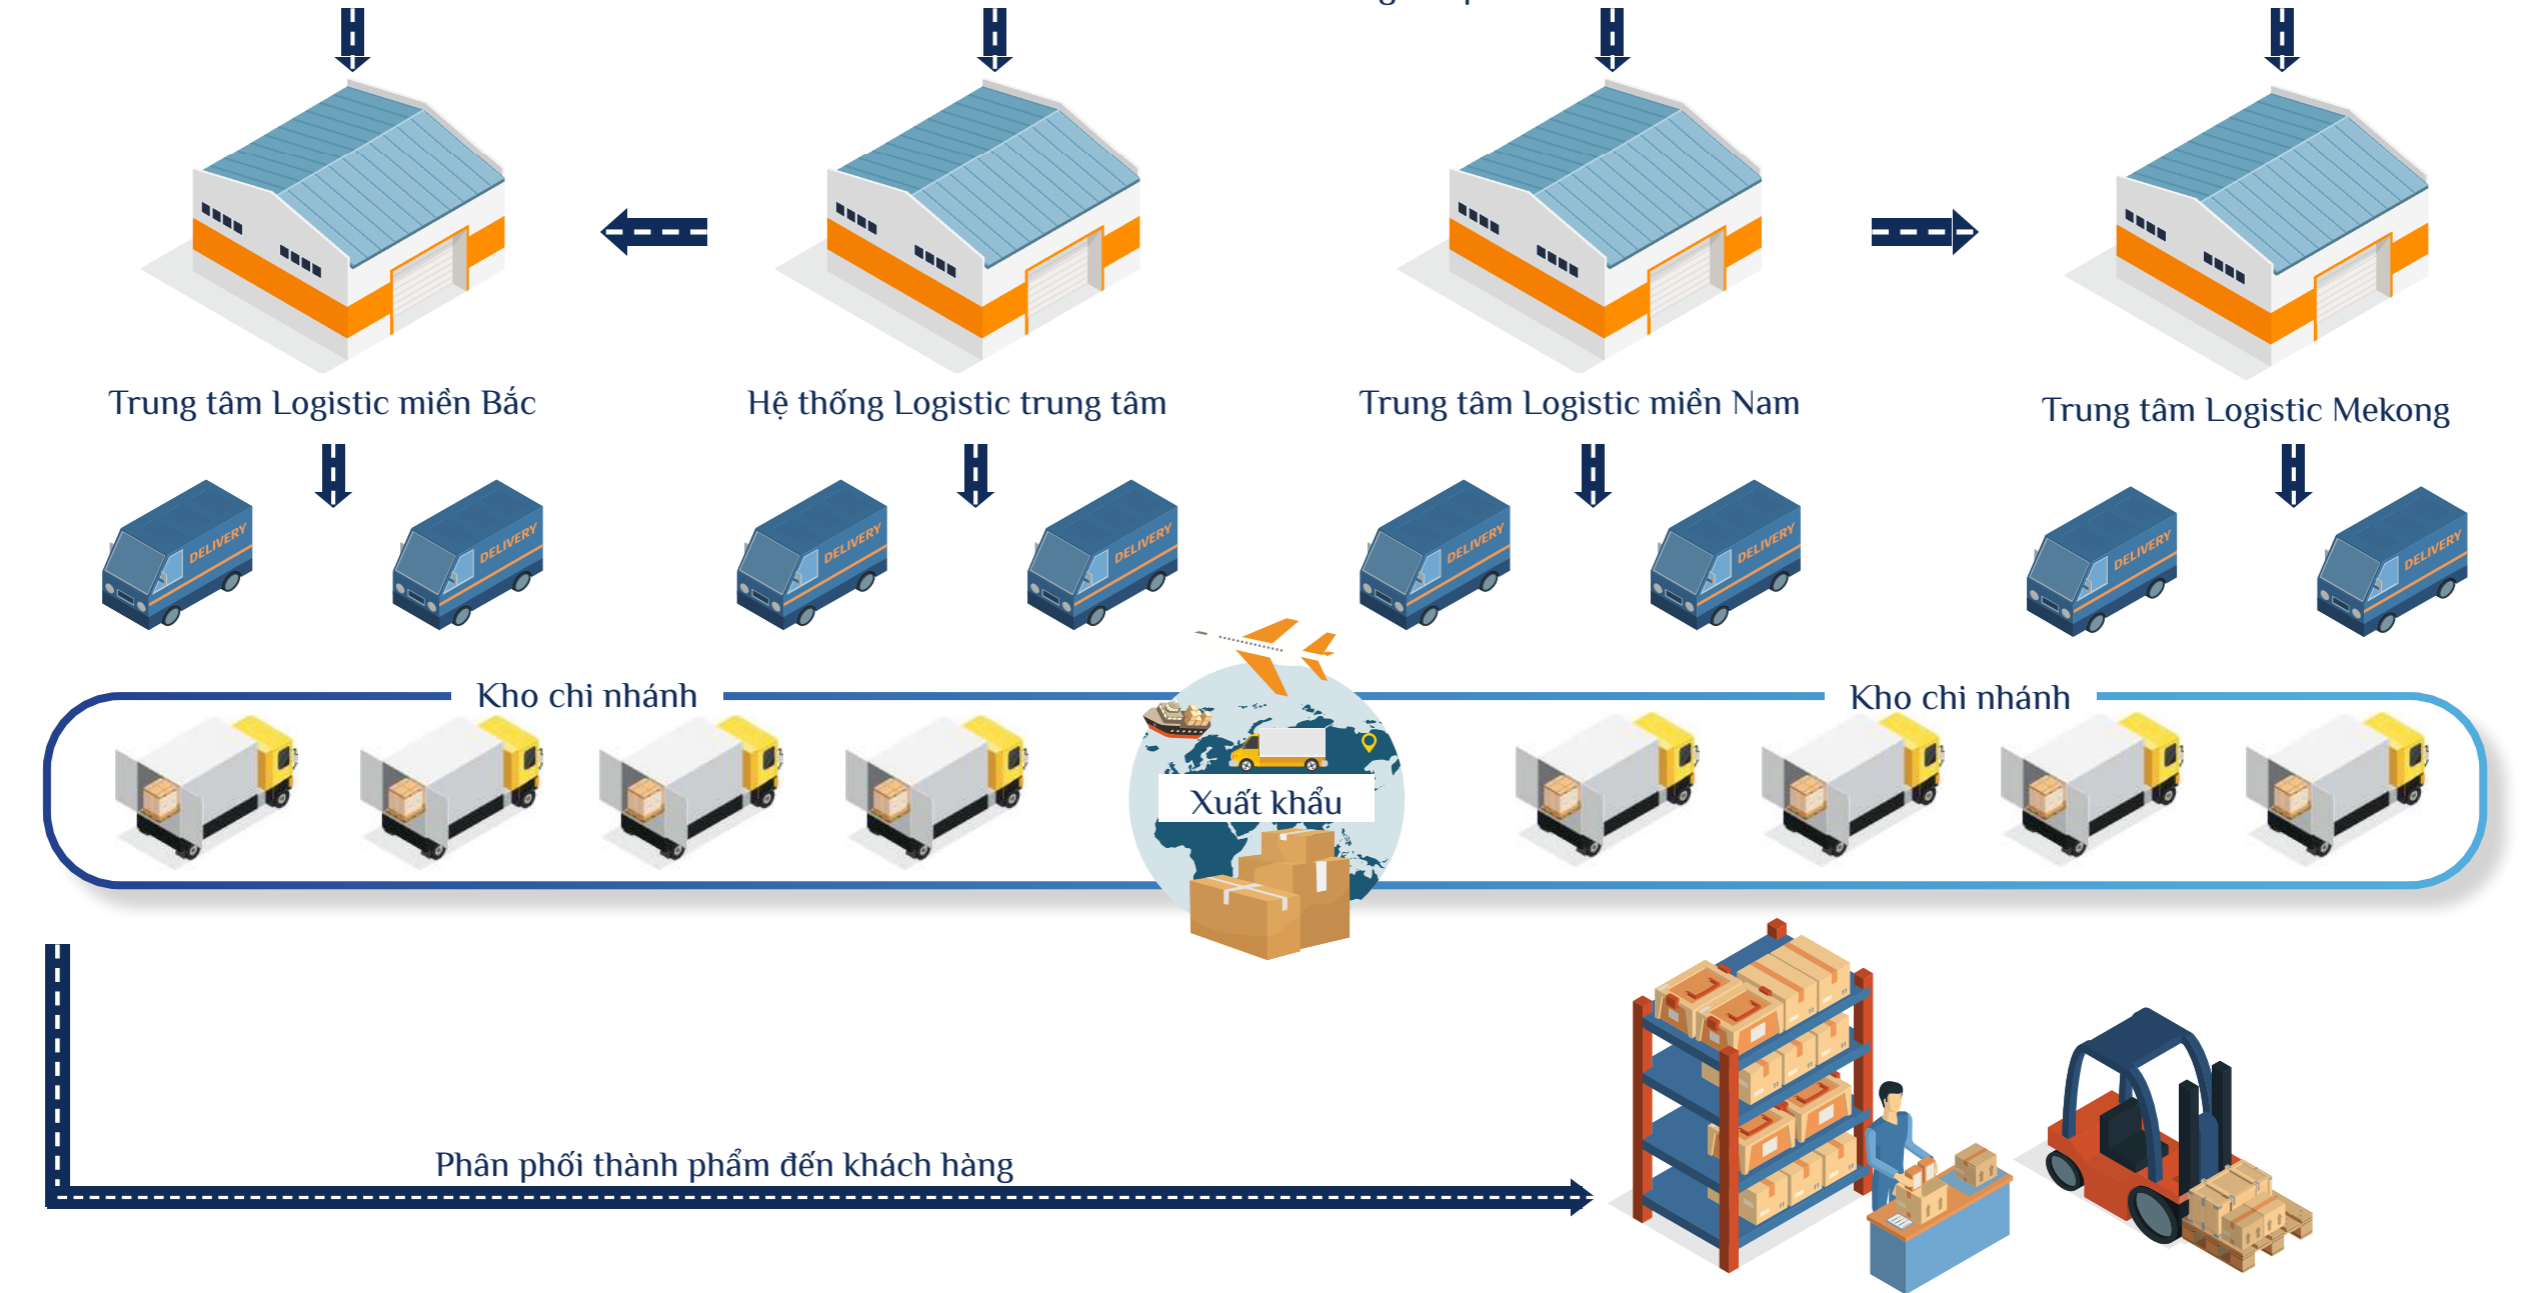 Trung tâm Logistic miền Bắc
Hệ thống Logistic trung tâm
Trung tâm Logistic miền Nam
Trung tâm Logistic Mekong
DELIVERY
DELIVERY
DELIVERY
DELIVERY
DELIVERY
DELIVERY
DELIVERY
DELIVERY
Kho chi nhánh
Kho chi nhánh
Xuất khẩu
Phân phối thành phẩm đến khách hàng